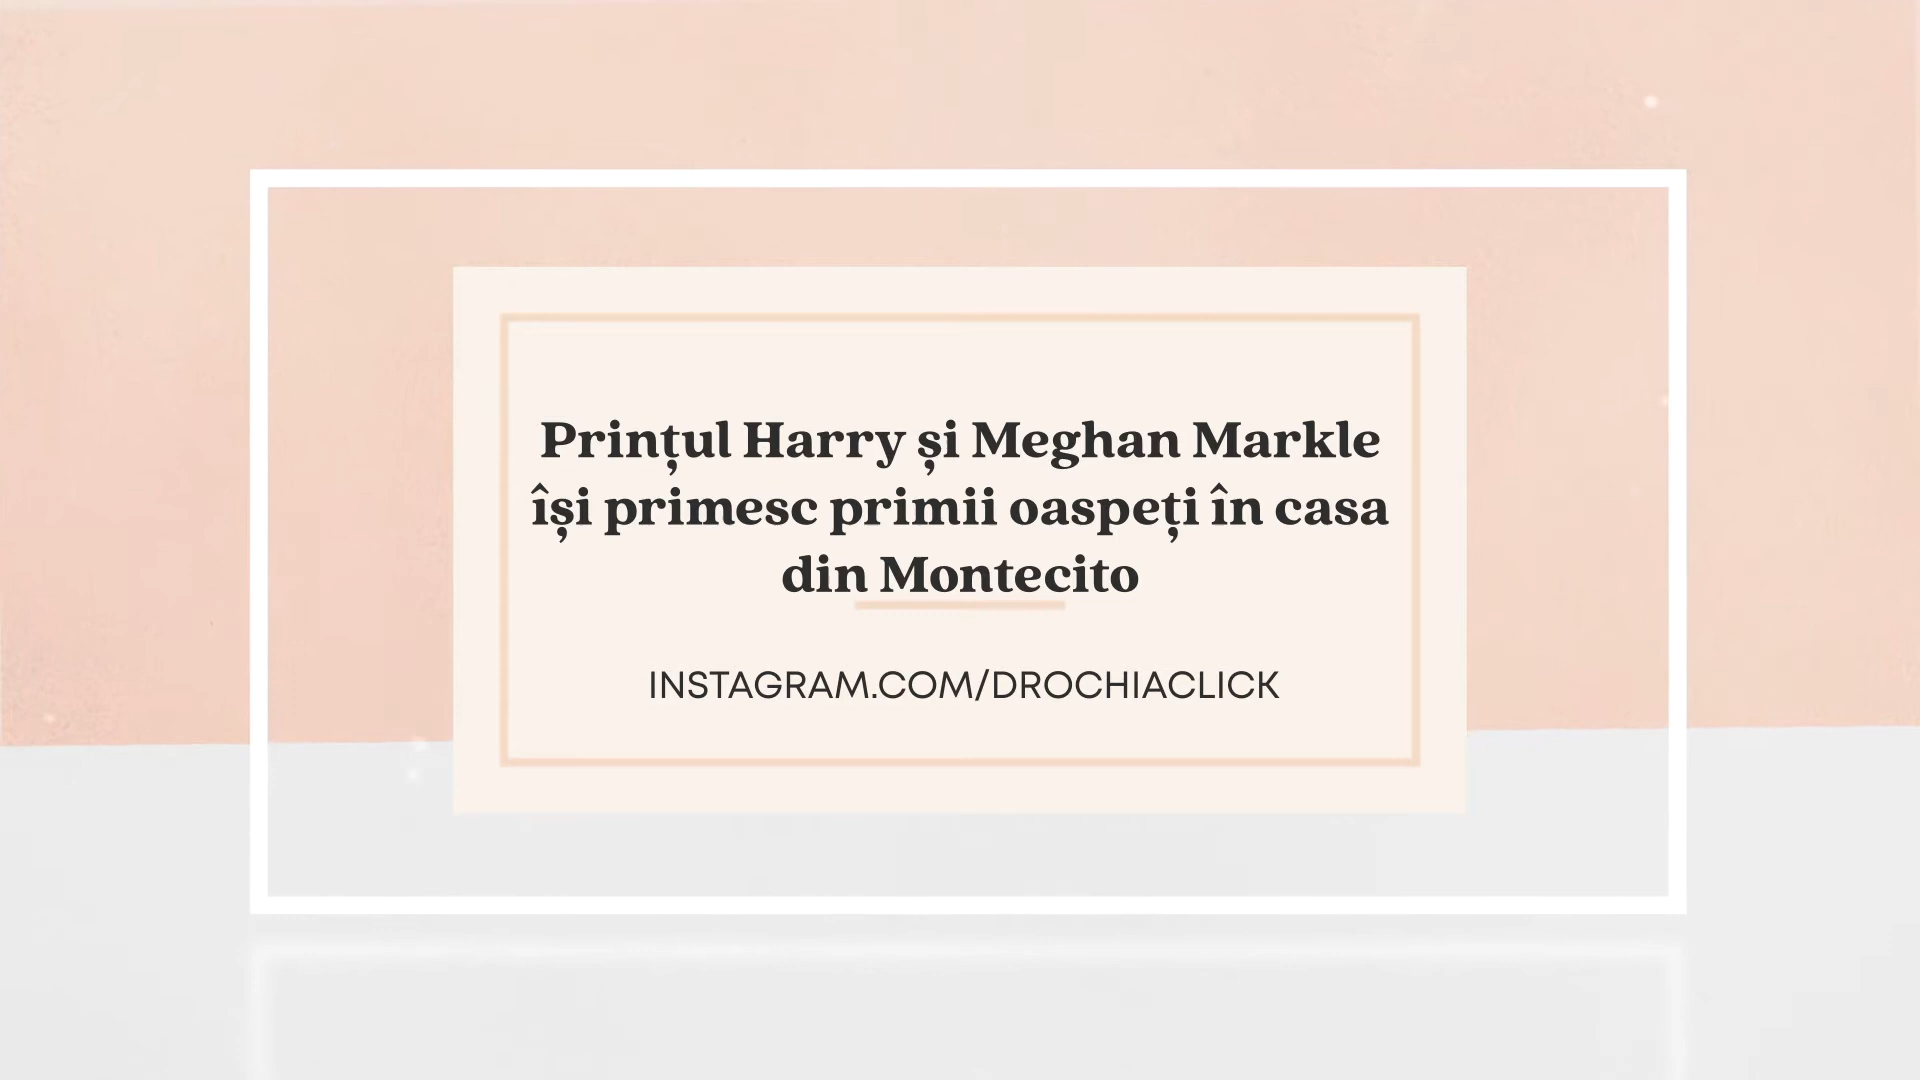 Prințul Harry și Meghan Markle
își primesc primii oaspeți în casa
din Montecito
INSTAGRAM.COM/DROCHIACLICK